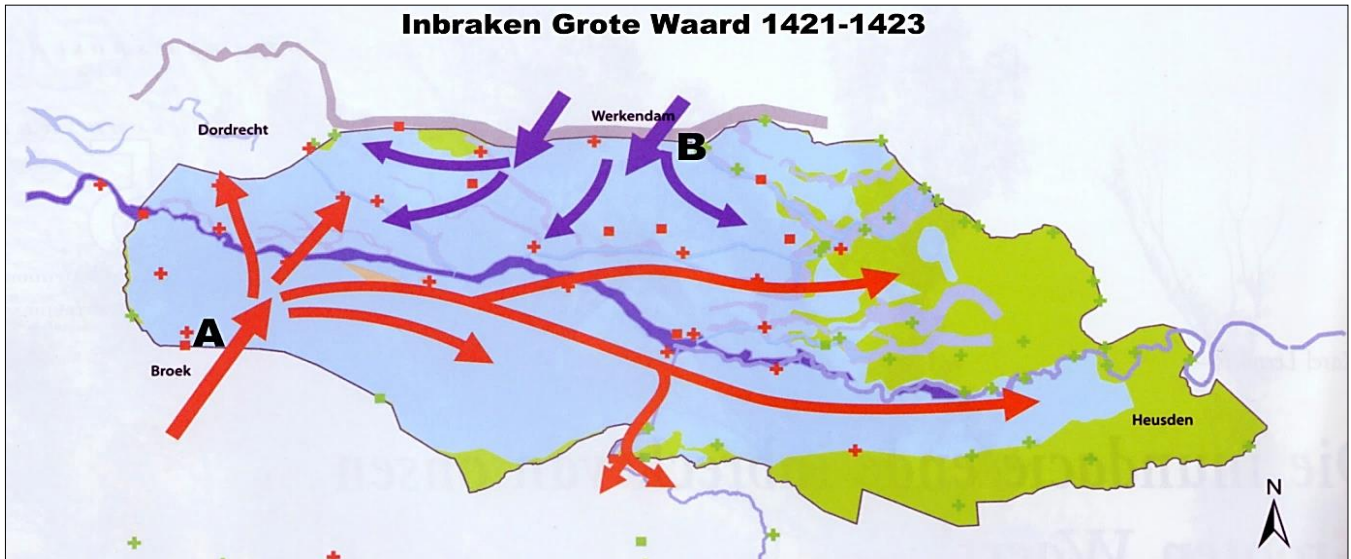 Inbraken Grote Waard 1421-1423
Werkendam
Dordrecht
B
A
Broek
Heusden
N